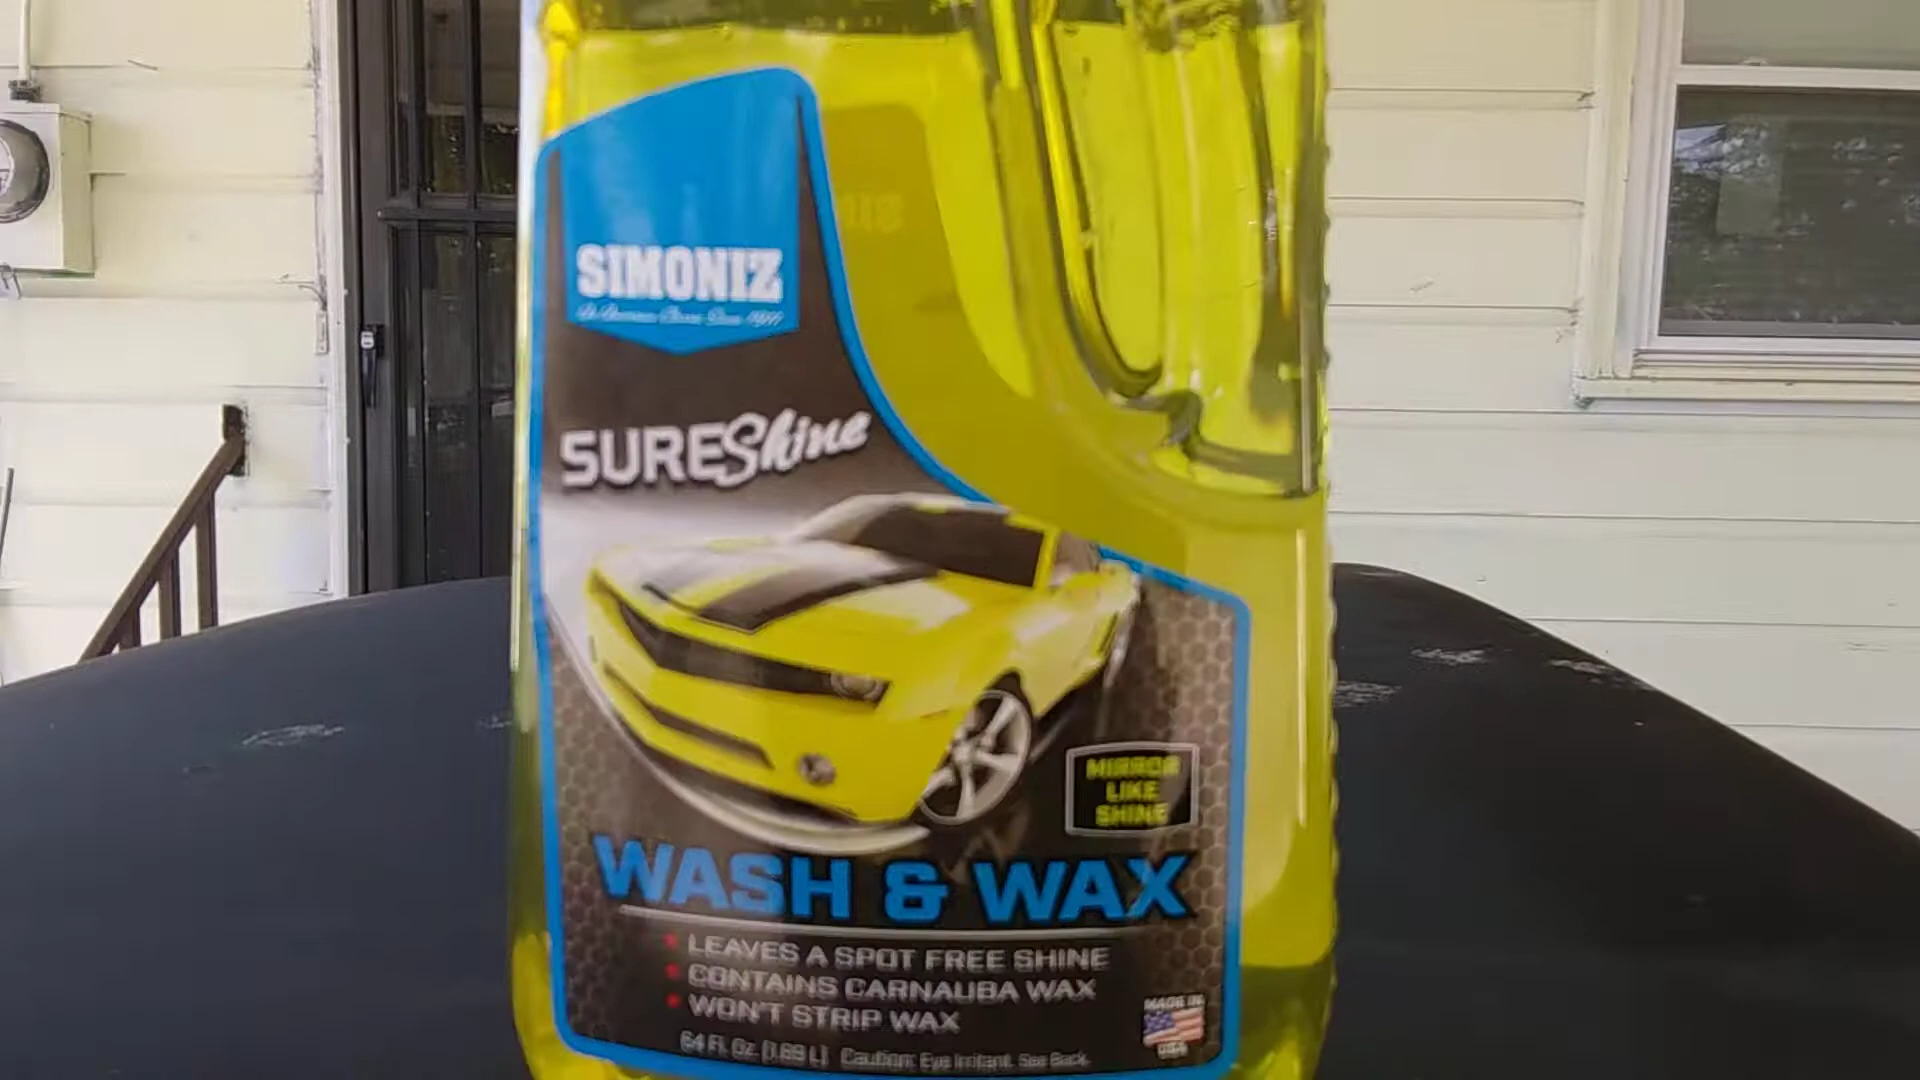 SIMONIZ
SUREShine
MIRROR
LIKE
SHINE
WASH & WAX
LEAVES A SPOT FREE SHINE
CONTAINS CARNAUBA WAX
WON'T STRIP WAX
MADE IN
USA
64 Fl. Oz. (1.89 L) Caution: Eye Irritant. See Back.